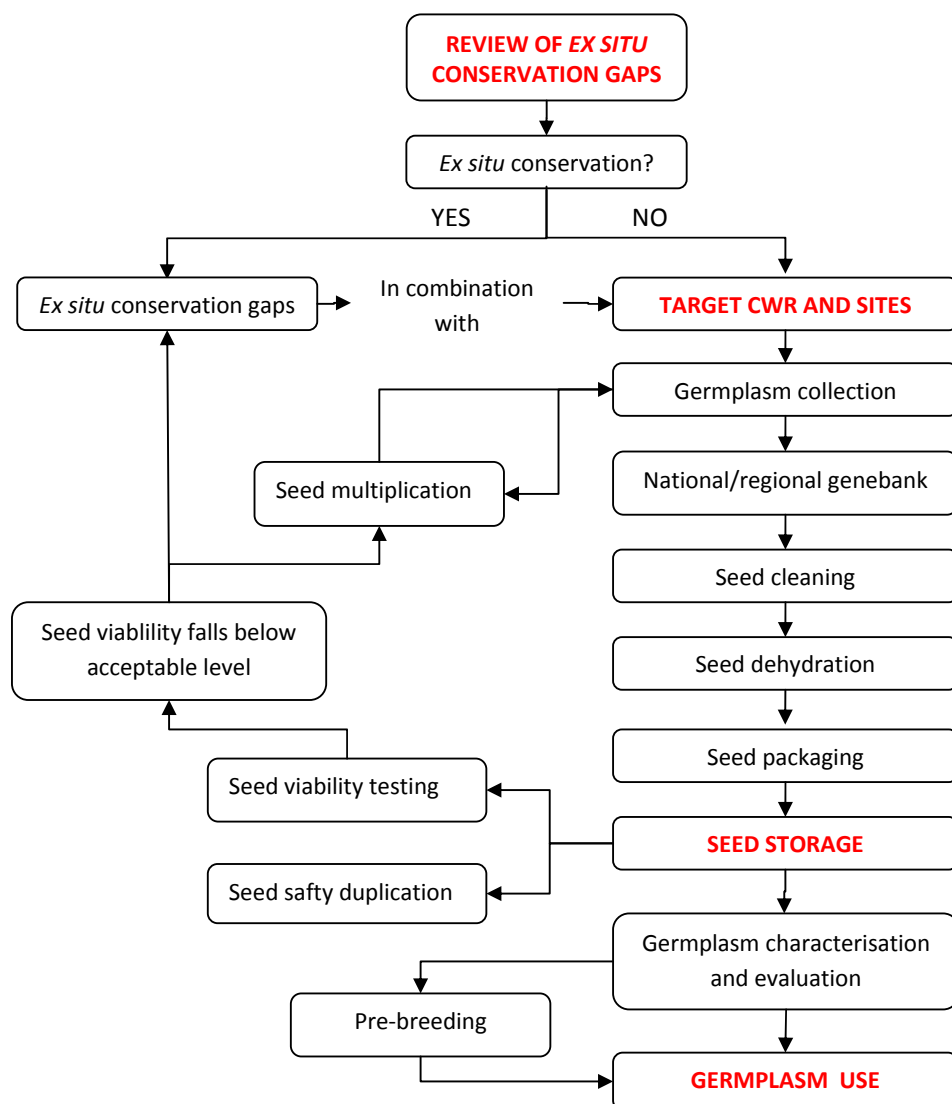 REVIEW OF EX SITU
CONSERVATION GAPS
Ex situ conservation?
YES
NO
Ex situ conservation gaps
In combination
with
TARGET CWR AND SITES
Germplasm collection
Seed multiplication
National/regional genebank
Seed cleaning
Seed viablility falls below
acceptable level
Seed dehydration
Seed packaging
Seed viability testing
SEED STORAGE
Seed safty duplication
Germplasm characterisation
and evaluation
Pre-breeding
GERMPLASM USE